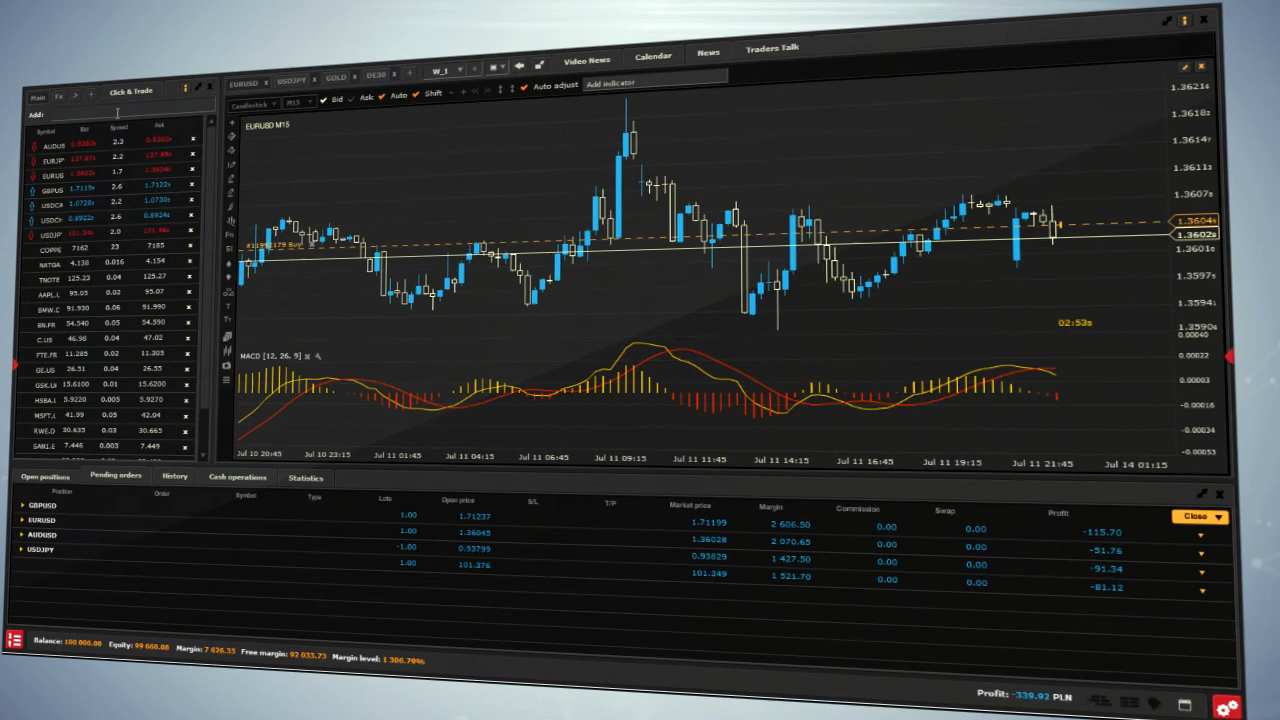 Video News Calendar News Traders Talk
EURUSD x USDJPY x GOLD x DE30 x + W_1
Main Fx > + Click & Trade
Candlestick M15 Bid Ask Auto Shift Auto adjust Add indicator
Add:
Symbol Bid Spread Ask
AUDUS 2.3
EURJP 2.2
EURUS 1.7
GBPUS 1.7119s 2.6 1.7122s
USDCA 1.0728s 2.2 1.0730s
USDCH 0.8922s 2.6 0.8924s
USDJP 2.0
COPPE 7162 23 7185
NATGA 4.138 0.016 4.154
TNOTE 125.23 0.04 125.27
AAPL.L 95.05 0.02 95.07
BMW.D 91.930 0.06 91.990
BN.FR 54.540 0.05 54.590
C.US 46.98 0.04 47.02
FTE.FR 11.285 0.02 11.305
GE.US 26.51 0.04 26.55
GSK.U 15.6100 0.01 15.6200
HSBA.L 5.9220 0.005 5.9270
MSFT.L 41.99 0.05 42.04
RWE.D 30.635 0.03 30.665
SAN1.E 7.446 0.003 7.449
EURUSD M15
#11992179 Buy
1.3621
1.3618
1.3611
1.3607
1.3604
1.3602
1.3601
1.3597
1.3594
1.3590
02:53s
MACD [12, 26, 9]
0.00040
0.00022
0.00003
-0.00016
-0.00034
-0.00053
Jul 10 20:45 Jul 10 23:15 Jul 11 01:45 Jul 11 04:15 Jul 11 06:45 Jul 11 09:15 Jul 11 11:45 Jul 11 14:15 Jul 11 16:45 Jul 11 19:15 Jul 11 21:45 Jul 14 01:15
Open positions Pending orders History Cash operations Statistics
Position Order Symbol Type Lots Open price S/L T/P Market price Margin Commission Swap Profit Close
GBPUSD 1.00 1.71237 1.71199 2 606.50 0.00 0.00 -115.70
EURUSD 1.00 1.36045 1.36028 2 070.65 0.00 0.00 -51.76
AUDUSD -1.00 0.93799 0.93829 1 427.50 0.00 0.00 -91.34
USDJPY 1.00 101.376 101.349 1 521.70 0.00 0.00 -81.12
Balance: 100 000.00 Equity: 99 660.08 Margin: 7 626.35 Free margin: 92 033.73 Margin level: 1 306.79%
Profit: -339.92 PLN